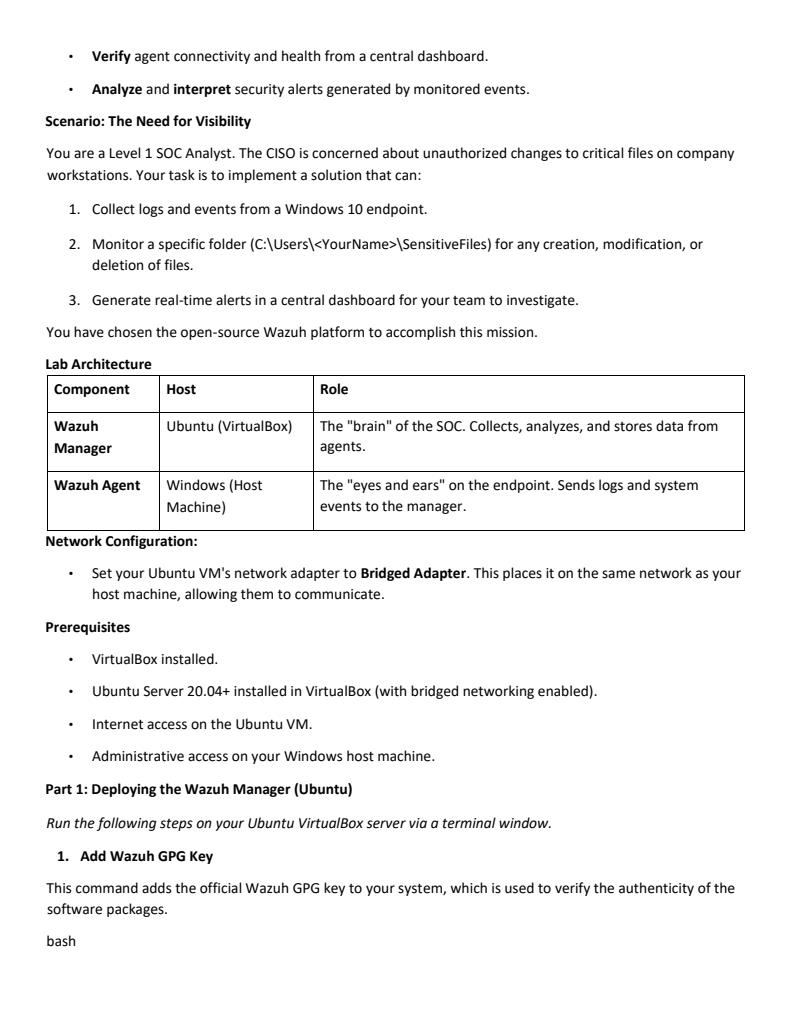 • Verify agent connectivity and health from a central dashboard.
• Analyze and interpret security alerts generated by monitored events.
Scenario: The Need for Visibility
You are a Level 1 SOC Analyst. The CISO is concerned about unauthorized changes to critical files on company
workstations. Your task is to implement a solution that can:
1. Collect logs and events from a Windows 10 endpoint.
2. Monitor a specific folder (C:\Users\<YourName>\SensitiveFiles) for any creation, modification, or
deletion of files.
3. Generate real-time alerts in a central dashboard for your team to investigate.
You have chosen the open-source Wazuh platform to accomplish this mission.
Lab Architecture
Component Host Role
Wazuh Ubuntu (VirtualBox) The "brain" of the SOC. Collects, analyzes, and stores data from
Manager agents.
Wazuh Agent Windows (Host The "eyes and ears" on the endpoint. Sends logs and system
Machine) events to the manager.
Network Configuration:
• Set your Ubuntu VM's network adapter to Bridged Adapter. This places it on the same network as your
host machine, allowing them to communicate.
Prerequisites
• VirtualBox installed.
• Ubuntu Server 20.04+ installed in VirtualBox (with bridged networking enabled).
• Internet access on the Ubuntu VM.
• Administrative access on your Windows host machine.
Part 1: Deploying the Wazuh Manager (Ubuntu)
Run the following steps on your Ubuntu VirtualBox server via a terminal window.
1. Add Wazuh GPG Key
This command adds the official Wazuh GPG key to your system, which is used to verify the authenticity of the
software packages.
bash